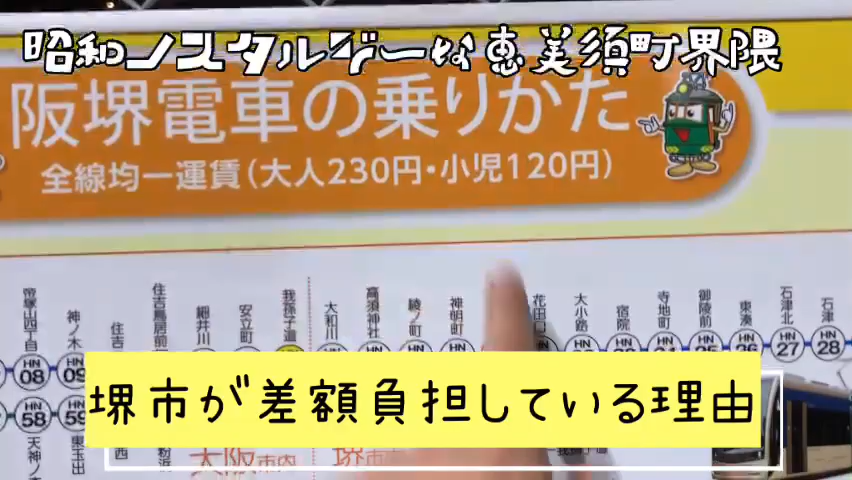 昭和ノスタルジーな恵美須町界隈
阪堺電車の乗りかた
全線均一運賃(大人230円・小児120円)
帝塚山四丁目
神ノ木
住吉
住吉鳥居前
細井川
安立町
我孫子道
大和川
高須神社
綾ノ町
神明町
花田口
大小路
宿院
寺地町
御陵前
東湊
石津北
石津
HN 08
HN 09
HN 27
HN 28
HN 58
HN 59
堺市が差額負担している理由
東玉出
大阪市内
堺市